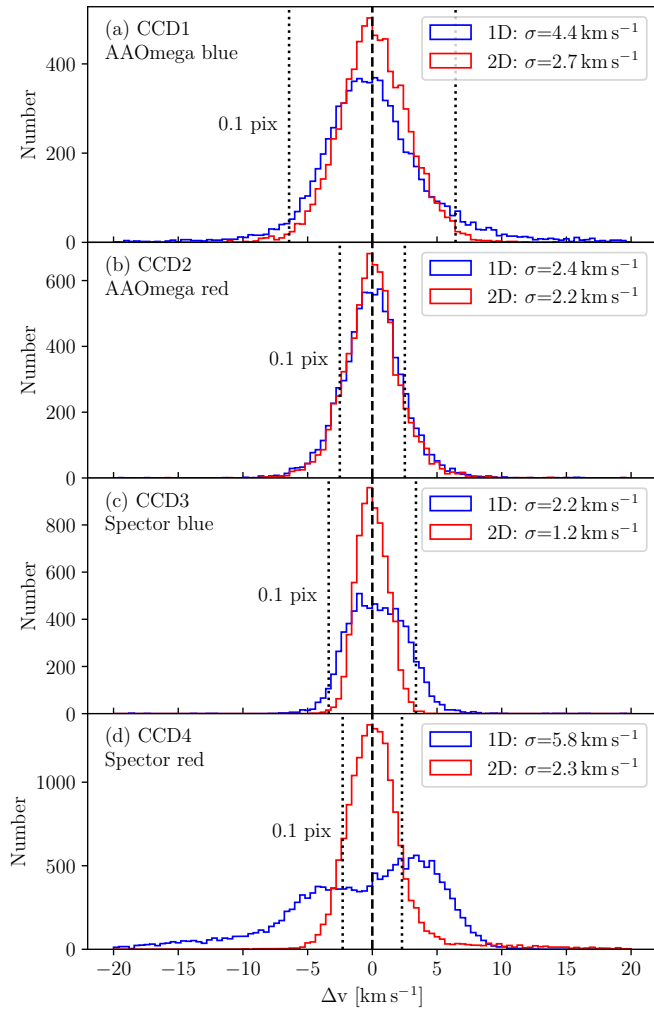 (a) CCD1
AAOmega blue
1D: σ=4.4 km s⁻¹
2D: σ=2.7 km s⁻¹
0.1 pix
Number
400
200
0
(b) CCD2
AAOmega red
1D: σ=2.4 km s⁻¹
2D: σ=2.2 km s⁻¹
0.1 pix
Number
600
400
200
0
(c) CCD3
Spector blue
1D: σ=2.2 km s⁻¹
2D: σ=1.2 km s⁻¹
0.1 pix
Number
800
600
400
200
0
(d) CCD4
Spector red
1D: σ=5.8 km s⁻¹
2D: σ=2.3 km s⁻¹
0.1 pix
Number
1000
500
0
−20 −15 −10 −5 0 5 10 15 20
Δv [km s⁻¹]